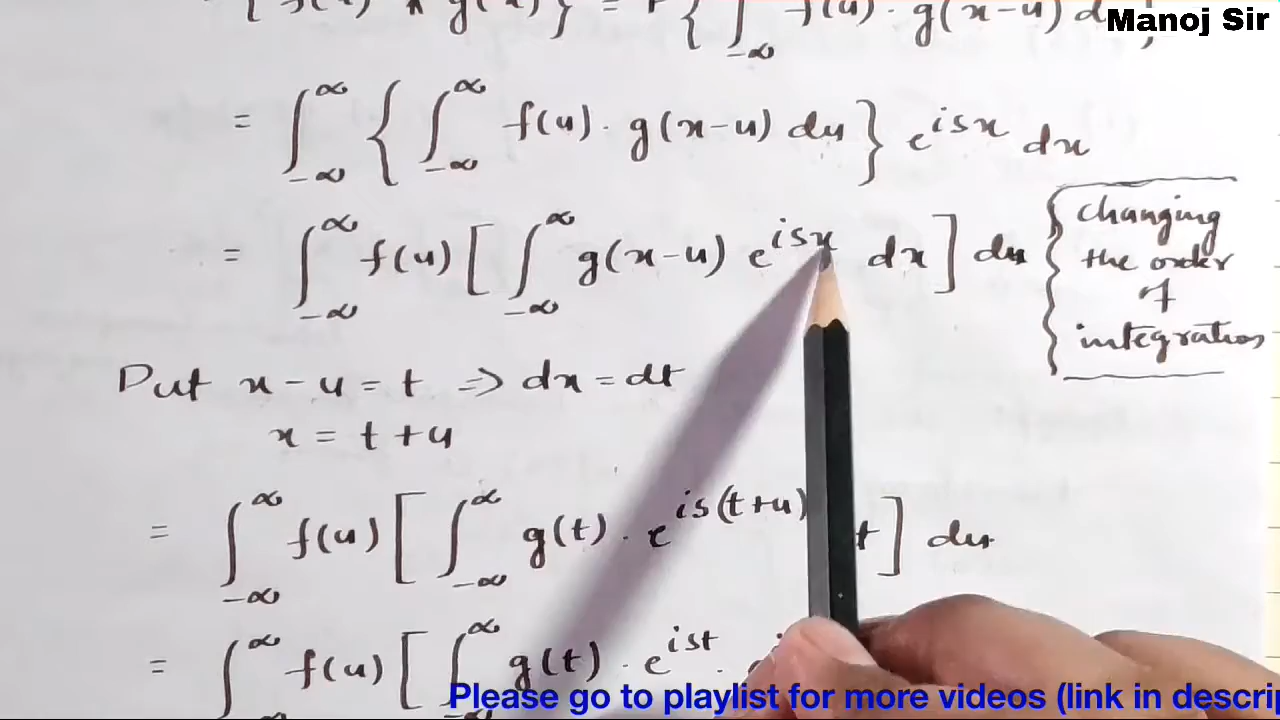 {f(x) * g(x)} = F { ∫_{-∞} f(u) · g(x-u) d
Manoj Sir
= ∫_{-∞}^{∞} { ∫_{-∞}^{∞} f(u) · g(x-u) du } e^{isx} dx
= ∫_{-∞}^{∞} f(u) [ ∫_{-∞}^{∞} g(x-u) e^{isx} dx ] du
changing
the order
of
integration
Put x - u = t ⇒ dx = dt
x = t + u
= ∫_{-∞}^{∞} f(u) [ ∫_{-∞}^{∞} g(t) · e^{is(t+u)} t ] du
= ∫_{-∞}^{∞} f(u) [ ∫_{-∞}^{∞} g(t) · e^{ist} · e
Please go to playlist for more videos (link in descri